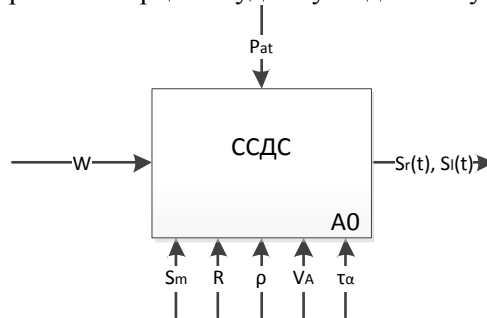 Pat
ССДС
W
Sr(t), Sl(t)
A0
Sm R ρ VA τα